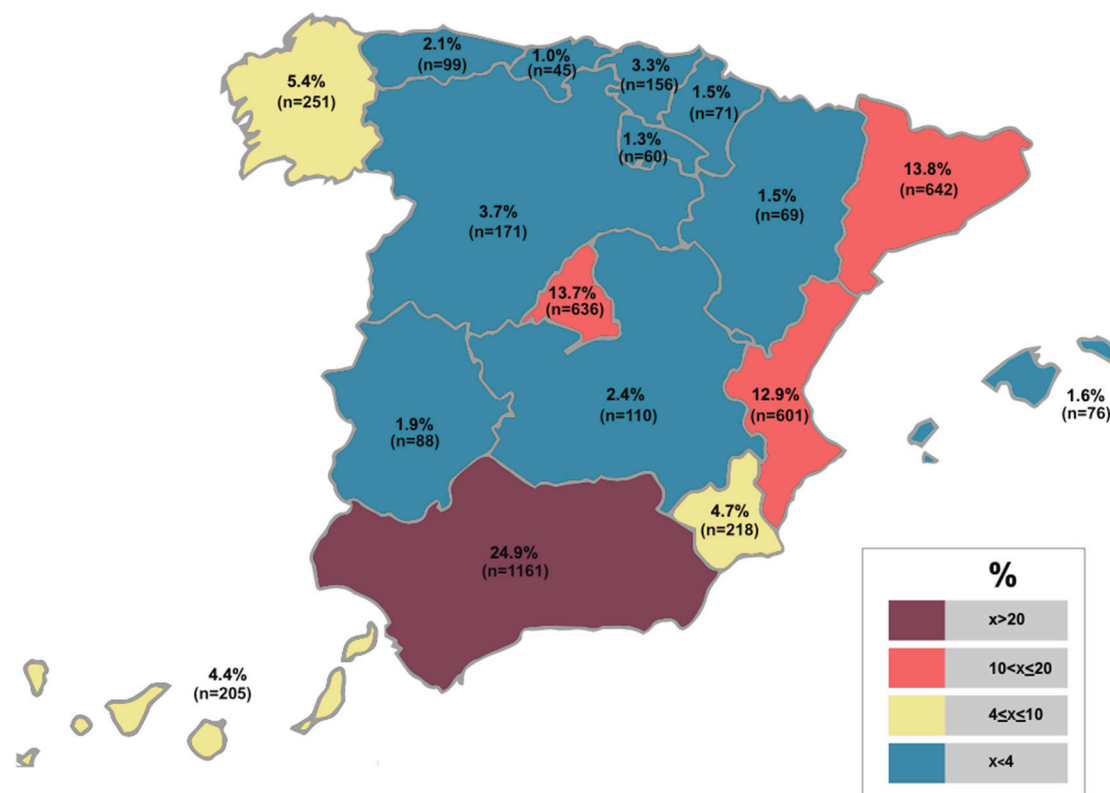 2.1%
(n=99)
1.0%
(n=45)
3.3%
(n=156)
1.5%
(n=71)
5.4%
(n=251)
1.3%
(n=60)
13.8%
(n=642)
3.7%
(n=171)
1.5%
(n=69)
13.7%
(n=636)
2.4%
(n=110)
12.9%
(n=601)
1.6%
(n=76)
1.9%
(n=88)
4.7%
(n=218)
24.9%
(n=1161)
4.4%
(n=205)
%
x>20
10<x≤20
4≤x≤10
x<4